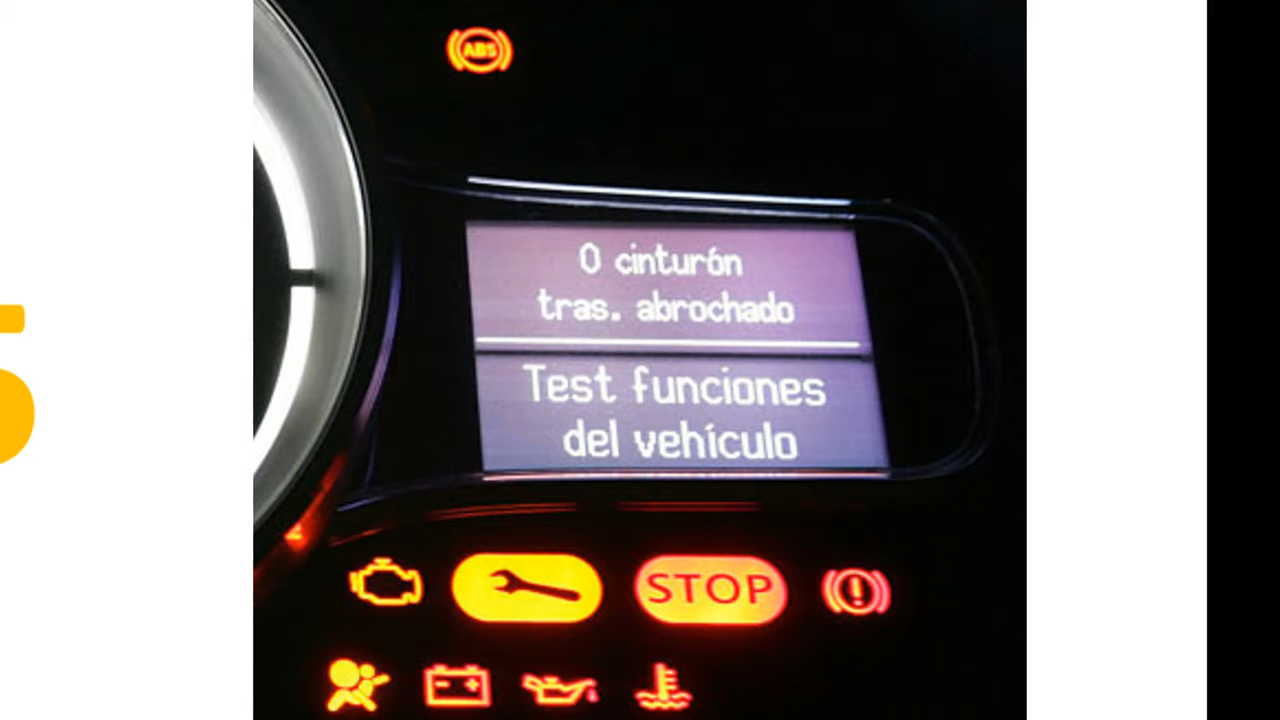 ABS
0 cinturón
tras. abrochado
Test funciones
del vehículo
STOP